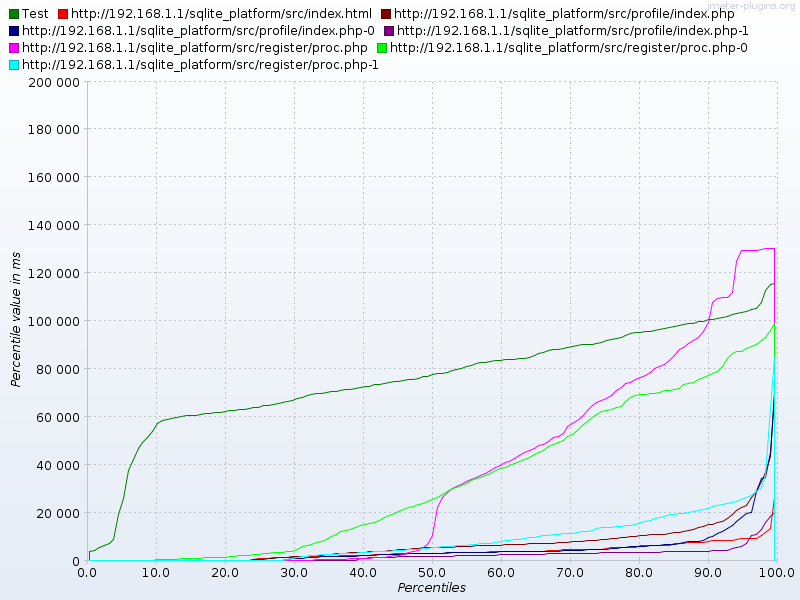 jmeter-plugins.org
Test http://192.168.1.1/sqlite_platform/src/index.html http://192.168.1.1/sqlite_platform/src/profile/index.php
http://192.168.1.1/sqlite_platform/src/profile/index.php-0 http://192.168.1.1/sqlite_platform/src/profile/index.php-1
http://192.168.1.1/sqlite_platform/src/register/proc.php http://192.168.1.1/sqlite_platform/src/register/proc.php-0
http://192.168.1.1/sqlite_platform/src/register/proc.php-1
200 000
180 000
160 000
140 000
120 000
100 000
80 000
60 000
40 000
20 000
0
Percentile value in ms
0.0 10.0 20.0 30.0 40.0 50.0 60.0 70.0 80.0 90.0 100.0
Percentiles